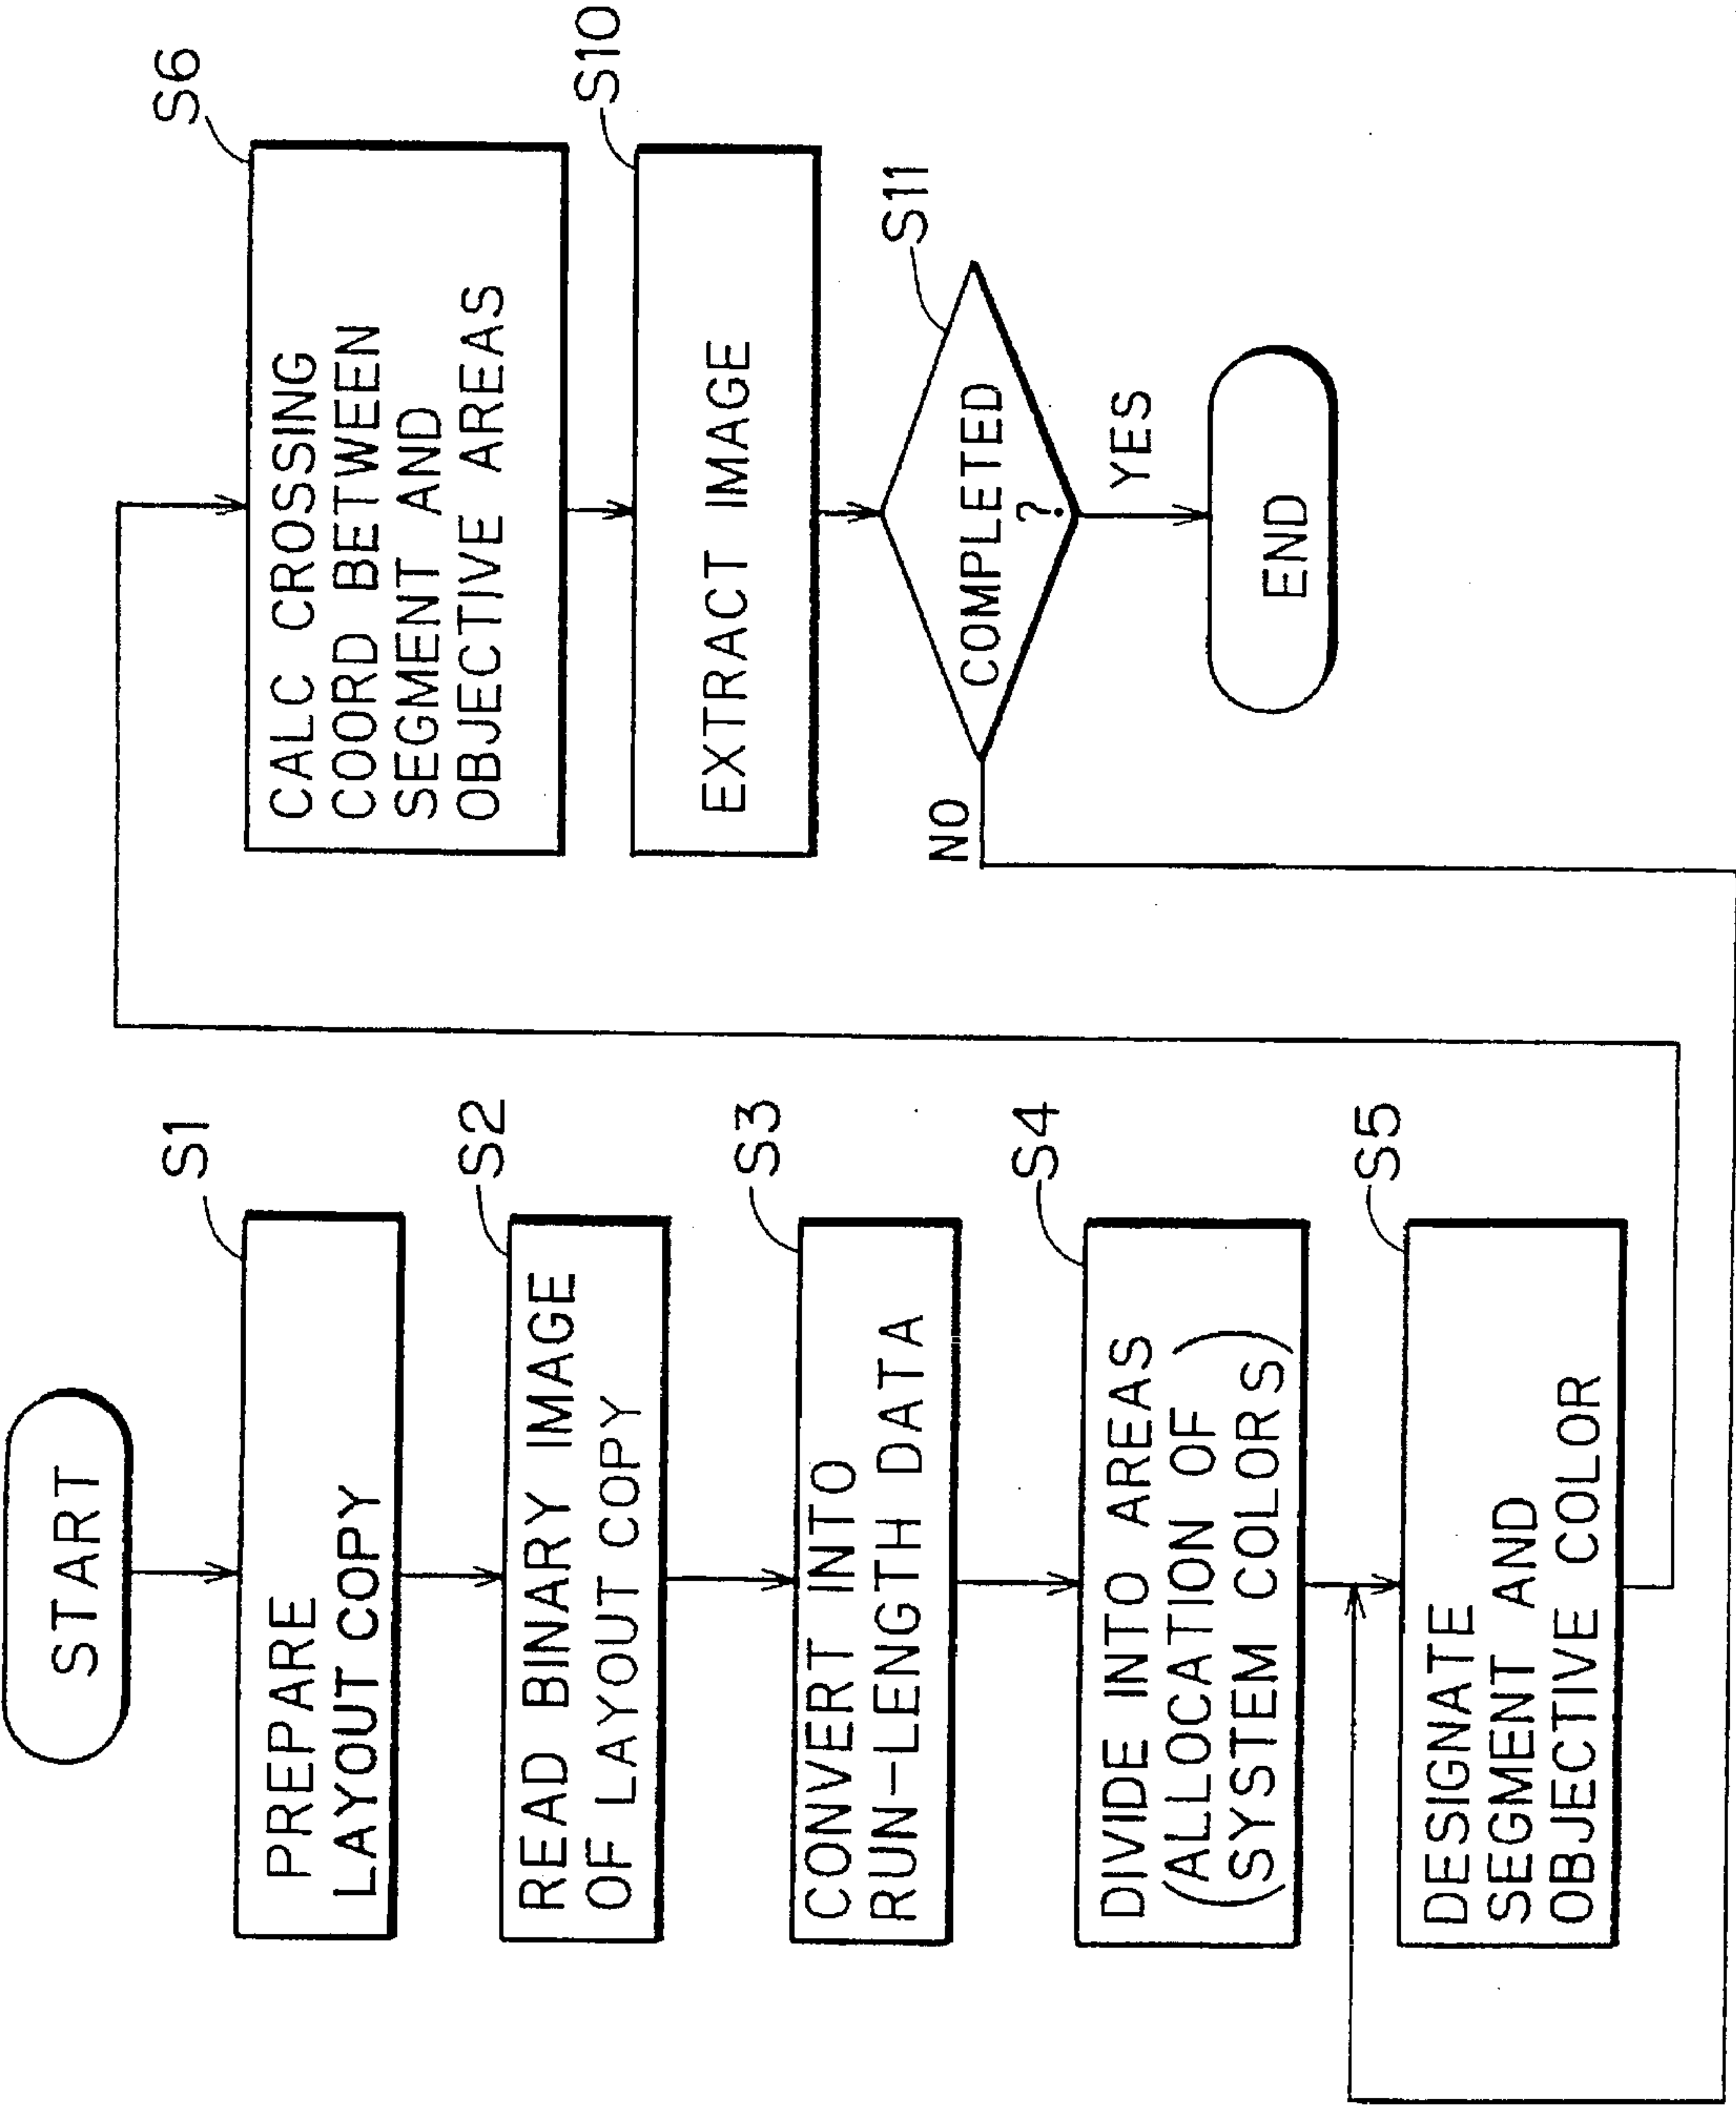 START
S1
PREPARE
LAYOUT COPY
S2
READ BINARY IMAGE
OF LAYOUT COPY
S3
CONVERT INTO
RUN-LENGTH DATA
S4
DIVIDE INTO AREAS
(ALLOCATION OF
SYSTEM COLORS)
S5
DESIGNATE
SEGMENT AND
OBJECTIVE COLOR
S6
CALC CROSSING
COORD BETWEEN
SEGMENT AND
OBJECTIVE AREAS
S10
EXTRACT IMAGE
S11
COMPLETED
?
NO
YES
END